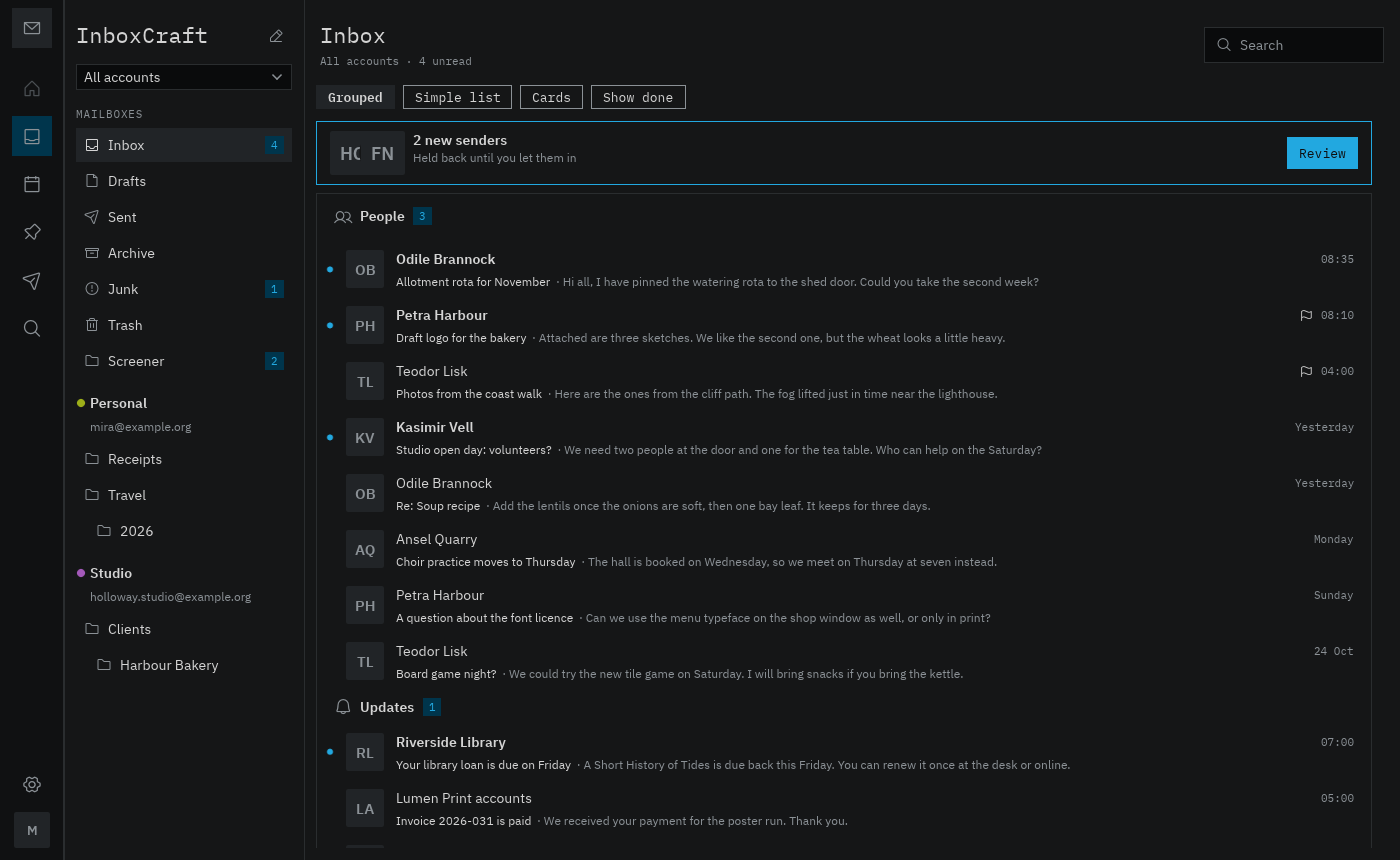 InboxCraft
All accounts
MAILBOXES
Inbox 4
Drafts
Sent
Archive
Junk 1
Trash
Screener 2
Personal
mira@example.org
Receipts
Travel
2026
Studio
holloway.studio@example.org
Clients
Harbour Bakery
M
Inbox
All accounts · 4 unread
Search
Grouped Simple list Cards Show done
HC FN
2 new senders
Held back until you let them in
Review
People 3
OB Odile Brannock 08:35
Allotment rota for November · Hi all, I have pinned the watering rota to the shed door. Could you take the second week?
PH Petra Harbour 08:10
Draft logo for the bakery · Attached are three sketches. We like the second one, but the wheat looks a little heavy.
TL Teodor Lisk 04:00
Photos from the coast walk · Here are the ones from the cliff path. The fog lifted just in time near the lighthouse.
KV Kasimir Vell Yesterday
Studio open day: volunteers? · We need two people at the door and one for the tea table. Who can help on the Saturday?
OB Odile Brannock Yesterday
Re: Soup recipe · Add the lentils once the onions are soft, then one bay leaf. It keeps for three days.
AQ Ansel Quarry Monday
Choir practice moves to Thursday · The hall is booked on Wednesday, so we meet on Thursday at seven instead.
PH Petra Harbour Sunday
A question about the font licence · Can we use the menu typeface on the shop window as well, or only in print?
TL Teodor Lisk 24 Oct
Board game night? · We could try the new tile game on Saturday. I will bring snacks if you bring the kettle.
Updates 1
RL Riverside Library 07:00
Your library loan is due on Friday · A Short History of Tides is due back this Friday. You can renew it once at the desk or online.
LA Lumen Print accounts 05:00
Invoice 2026-031 is paid · We received your payment for the poster run. Thank you.